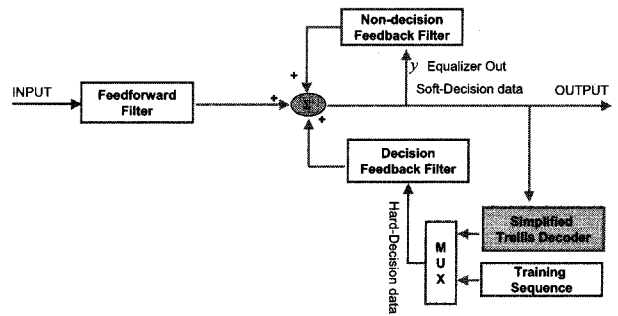 Non-decision
Feedback Filter
INPUT
Feedforward
Filter
+
+
Σ
+
y Equalizer Out
Soft-Decision data
OUTPUT
Decision
Feedback Filter
Hard-Decision data
MUX
Simplified
Trellis Decoder
Training
Sequence